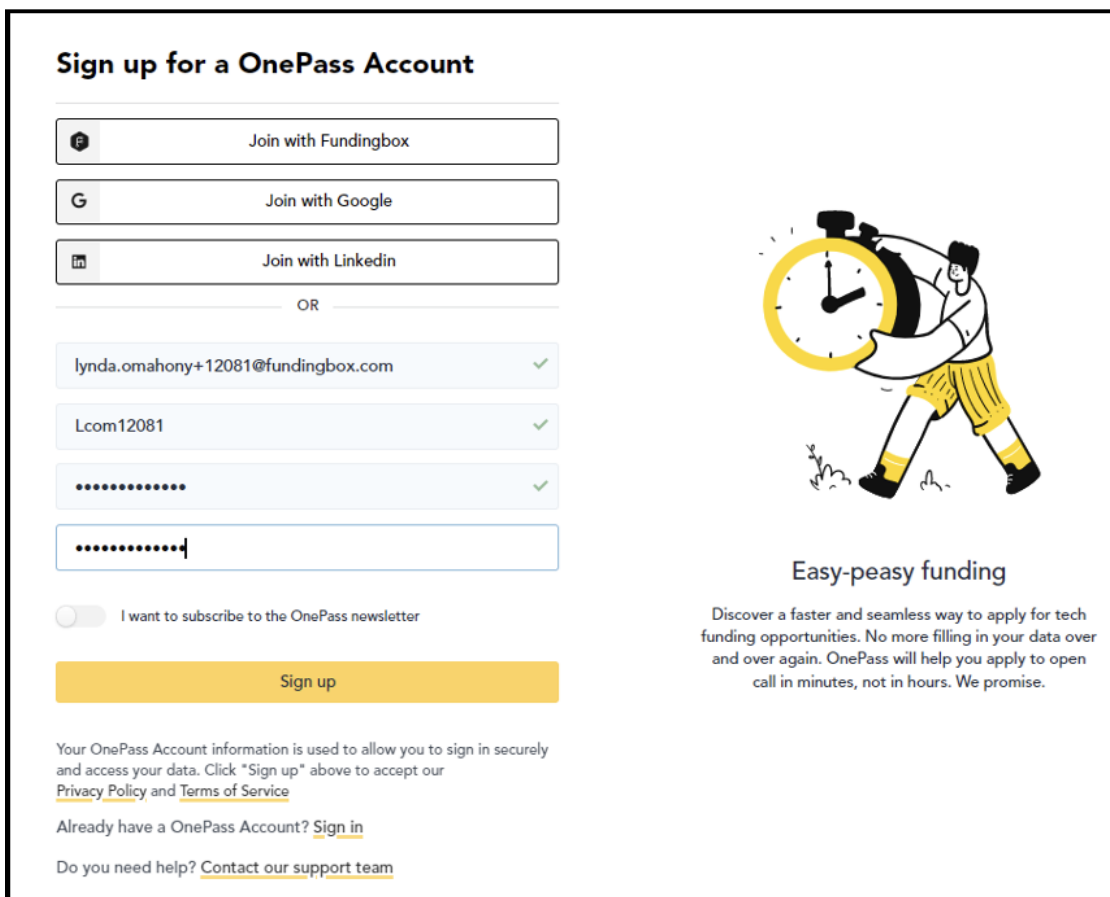 Sign up for a OnePass Account
Join with Fundingbox
G
Join with Google
in
Join with Linkedin
OR
lynda.omahony+12081@fundingbox.com
Lcom12081
•••••••••••••
•••••••••••••
I want to subscribe to the OnePass newsletter
Sign up
Your OnePass Account information is used to allow you to sign in securely
and access your data. Click "Sign up" above to accept our
Privacy Policy and Terms of Service
Already have a OnePass Account? Sign in
Do you need help? Contact our support team
Easy-peasy funding
Discover a faster and seamless way to apply for tech
funding opportunities. No more filling in your data over
and over again. OnePass will help you apply to open
call in minutes, not in hours. We promise.